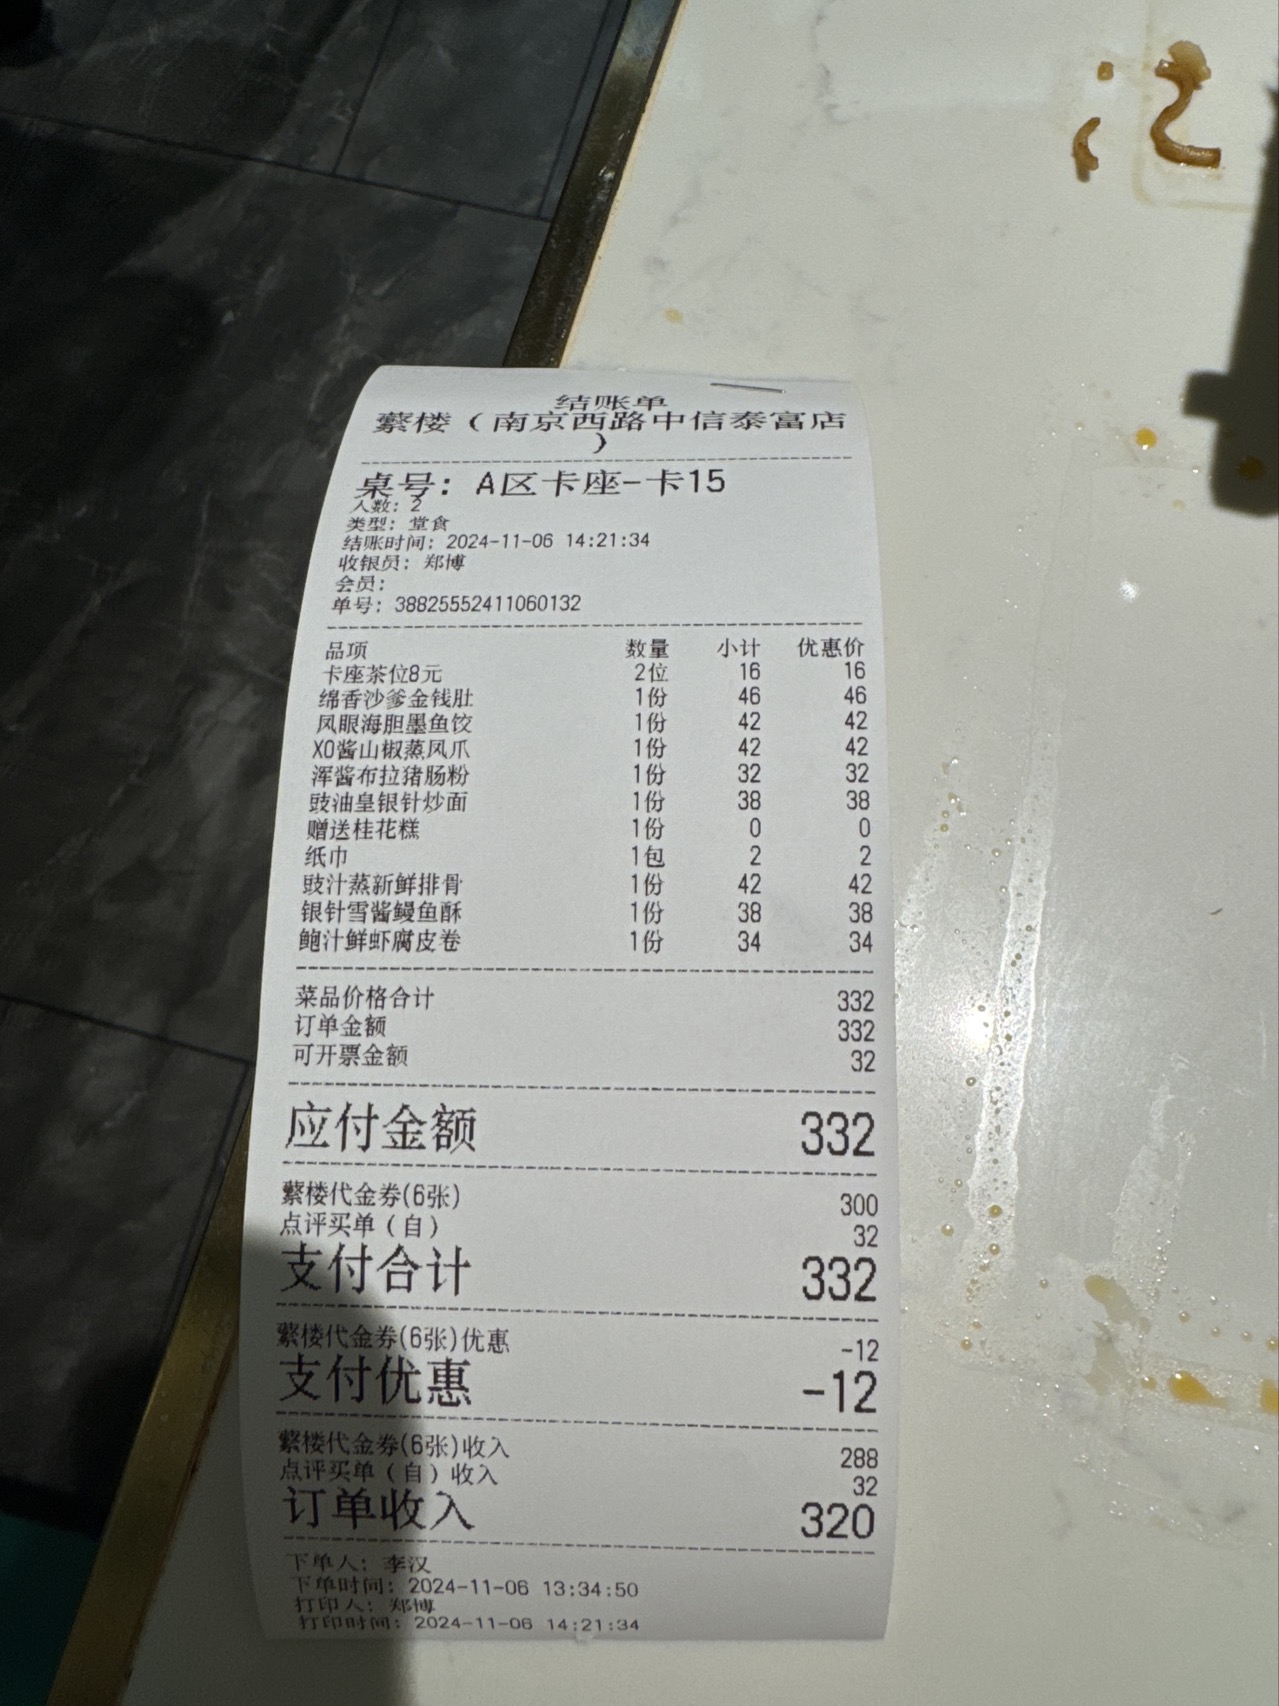 结账单
蘩楼（南京西路中信泰富店
）
桌号: A区卡座-卡15
人数: 2
类型: 堂食
结账时间: 2024-11-06 14:21:34
收银员: 郑博
会员:
单号: 38825552411060132
品项 数量 小计 优惠价
卡座茶位8元 2位 16 16
绵香沙爹金钱肚 1份 46 46
凤眼海胆墨鱼饺 1份 42 42
XO酱山椒蒸凤爪 1份 42 42
浑酱布拉猪肠粉 1份 32 32
豉油皇银针炒面 1份 38 38
赠送桂花糕 1份 0 0
纸巾 1包 2 2
豉汁蒸新鲜排骨 1份 42 42
银针雪酱鳗鱼酥 1份 38 38
鲍汁鲜虾腐皮卷 1份 34 34
菜品价格合计 332
订单金额 332
可开票金额 32
应付金额 332
蘩楼代金券(6张) 300
点评买单（自） 32
支付合计 332
蘩楼代金券(6张)优惠 -12
支付优惠 -12
蘩楼代金券(6张)收入 288
点评买单（自）收入 32
订单收入 320
下单人: 李汉
下单时间: 2024-11-06 13:34:50
打印人: 郑博
打印时间: 2024-11-06 14:21:34